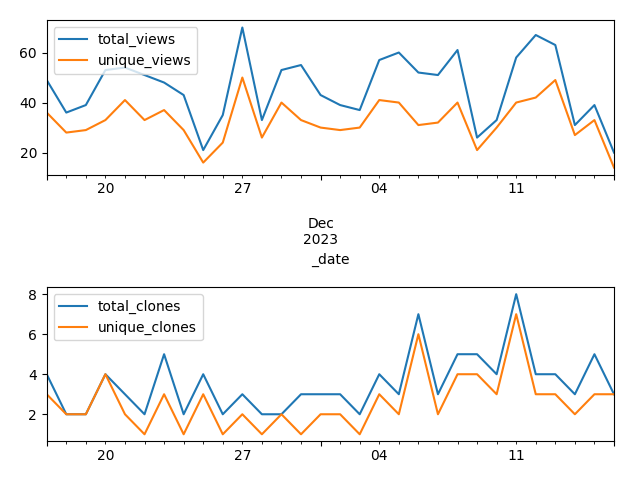 total_views
unique_views
60
40
20
20 27 04 11
Dec
2023
_date
total_clones
unique_clones
8
6
4
2
20 27 04 11